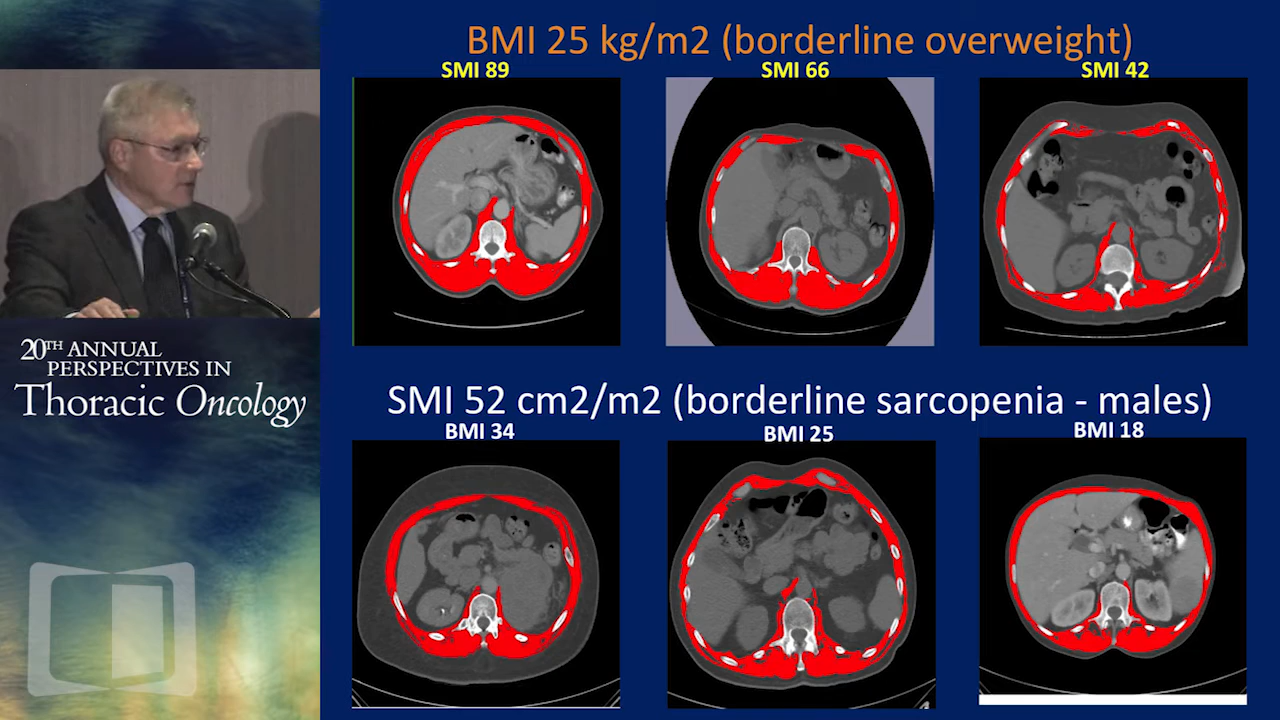 BMI 25 kg/m2 (borderline overweight)
SMI 89
SMI 66
SMI 42
20TH ANNUAL
PERSPECTIVES IN
Thoracic Oncology
SMI 52 cm2/m2 (borderline sarcopenia - males)
BMI 34
BMI 25
BMI 18